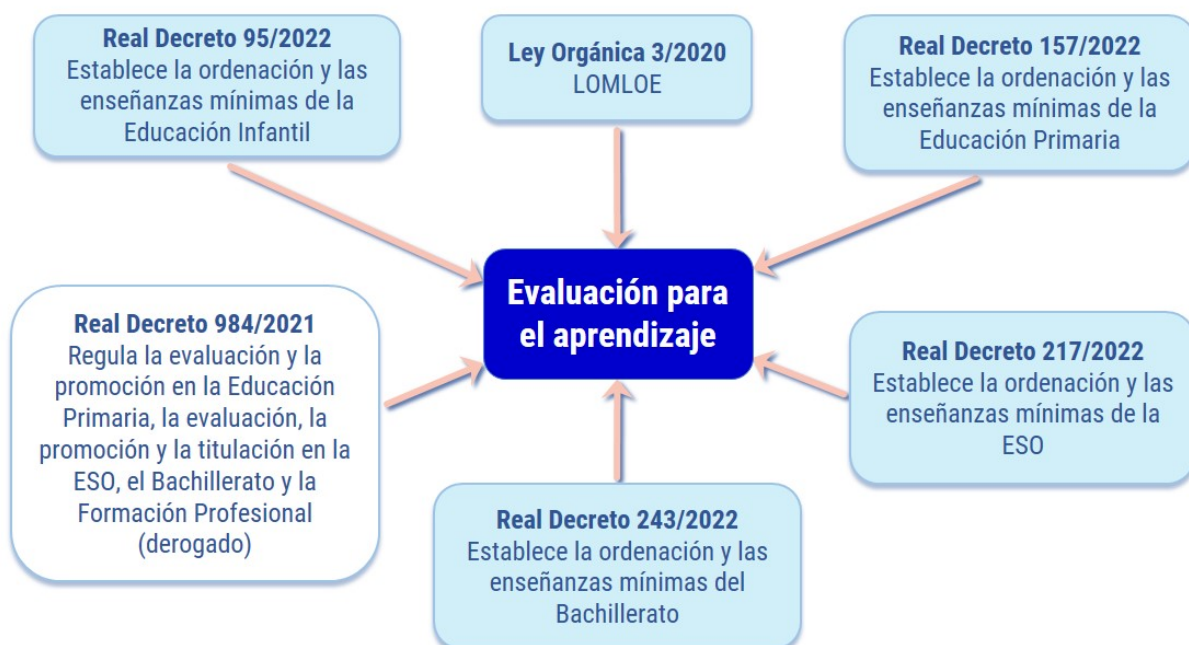 Real Decreto 95/2022
Establece la ordenación y las
enseñanzas mínimas de la
Educación Infantil
Ley Orgánica 3/2020
LOMLOE
Real Decreto 157/2022
Establece la ordenación y las
enseñanzas mínimas de la
Educación Primaria
Evaluación para
el aprendizaje
Real Decreto 984/2021
Regula la evaluación y la
promoción en la Educación
Primaria, la evaluación, la
promoción y la titulación en la
ESO, el Bachillerato y la
Formación Profesional
(derogado)
Real Decreto 217/2022
Establece la ordenación y las
enseñanzas mínimas de la
ESO
Real Decreto 243/2022
Establece la ordenación y las
enseñanzas mínimas del
Bachillerato